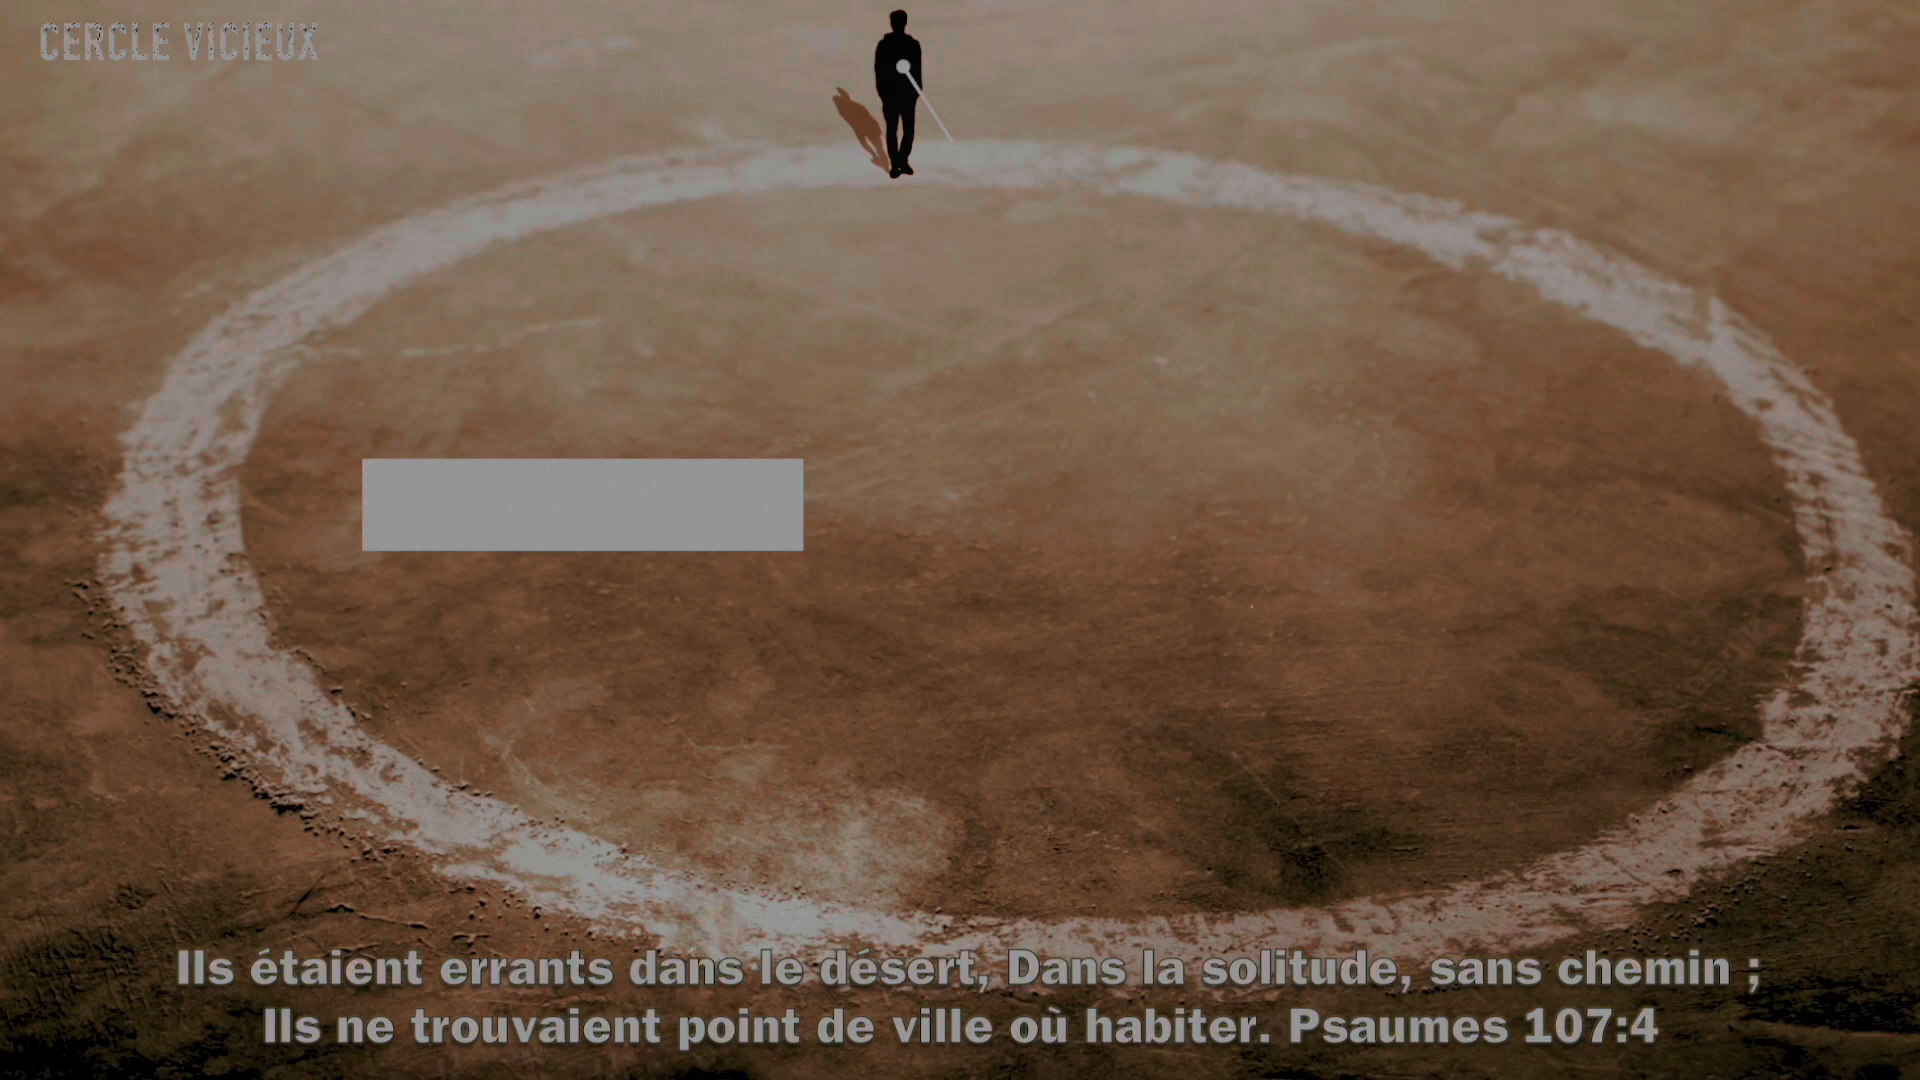 CERCLE VICIEUX
Ils étaient errants dans le désert, Dans la solitude, sans chemin ;
Ils ne trouvaient point de ville où habiter. Psaumes 107:4